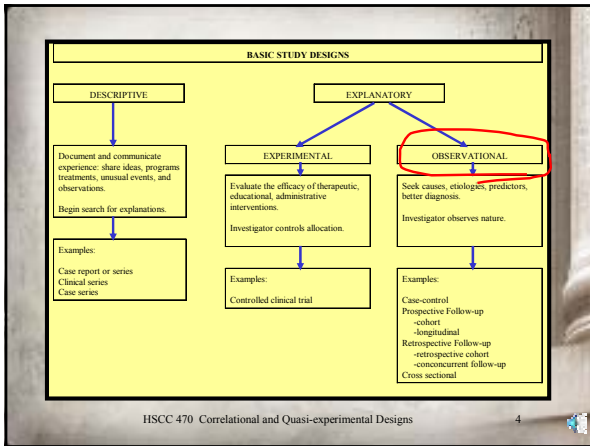 BASIC STUDY DESIGNS
DESCRIPTIVE
EXPLANATORY
Document and communicate
experience: share ideas, programs
treatments, unusual events, and
observations.
Begin search for explanations.
EXPERIMENTAL
OBSERVATIONAL
Evaluate the efficacy of therapeutic,
educational, administrative
interventions.
Investigator controls allocation.
Seek causes, etiologies, predictors,
better diagnosis.
Investigator observes nature.
Examples:
Case report or series
Clinical series
Case series
Examples:
Controlled clinical trial
Examples:
Case-control
Prospective Follow-up
-cohort
-longitudinal
Retrospective Follow-up
-retrospective cohort
-conconcurrent follow-up
Cross sectional
HSCC 470 Correlational and Quasi-experimental Designs 4